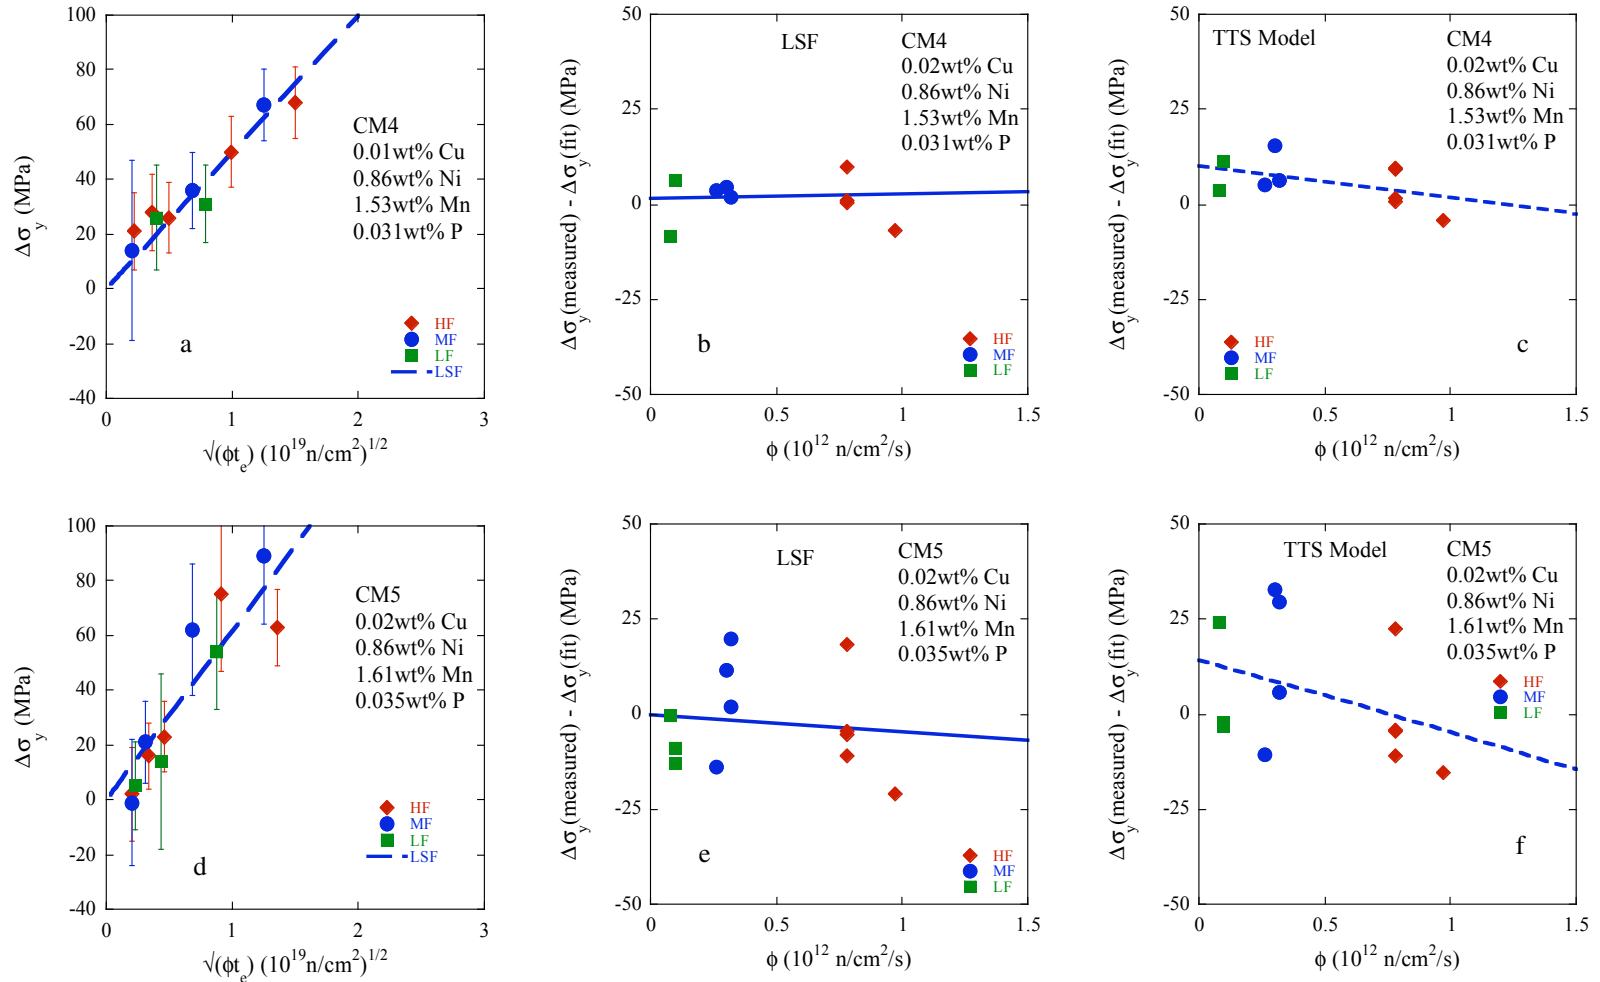 100
80
60
40
20
0
-20
-40
Δσy (MPa)
CM4
0.01wt% Cu
0.86wt% Ni
1.53wt% Mn
0.031wt% P
HF
MF
LF
LSF
a
0
1
2
3
√(ϕte) (10^19 n/cm^2)^1/2
50
25
0
-25
-50
Δσy(measured) - Δσy(fit) (MPa)
LSF
CM4
0.02wt% Cu
0.86wt% Ni
1.53wt% Mn
0.031wt% P
b
HF
MF
LF
0
0.5
1
1.5
ϕ (10^12 n/cm^2/s)
50
25
0
-25
-50
Δσy(measured) - Δσy(fit) (MPa)
TTS Model
CM4
0.02wt% Cu
0.86wt% Ni
1.53wt% Mn
0.031wt% P
HF
MF
LF
c
0
0.5
1
1.5
ϕ (10^12 n/cm^2/s)
100
80
60
40
20
0
-20
-40
Δσy (MPa)
CM5
0.02wt% Cu
0.86wt% Ni
1.61wt% Mn
0.035wt% P
HF
MF
LF
LSF
d
0
1
2
3
√(ϕte) (10^19 n/cm^2)^1/2
50
25
0
-25
-50
Δσy(measured) - Δσy(fit) (MPa)
LSF
CM5
0.02wt% Cu
0.86wt% Ni
1.61wt% Mn
0.035wt% P
e
HF
MF
LF
0
0.5
1
1.5
ϕ (10^12 n/cm^2/s)
50
25
0
-25
-50
Δσy(measured) - Δσy(fit) (MPa)
TTS Model
CM5
0.02wt% Cu
0.86wt% Ni
1.61wt% Mn
0.035wt% P
HF
MF
LF
f
0
0.5
1
1.5
ϕ (10^12 n/cm^2/s)